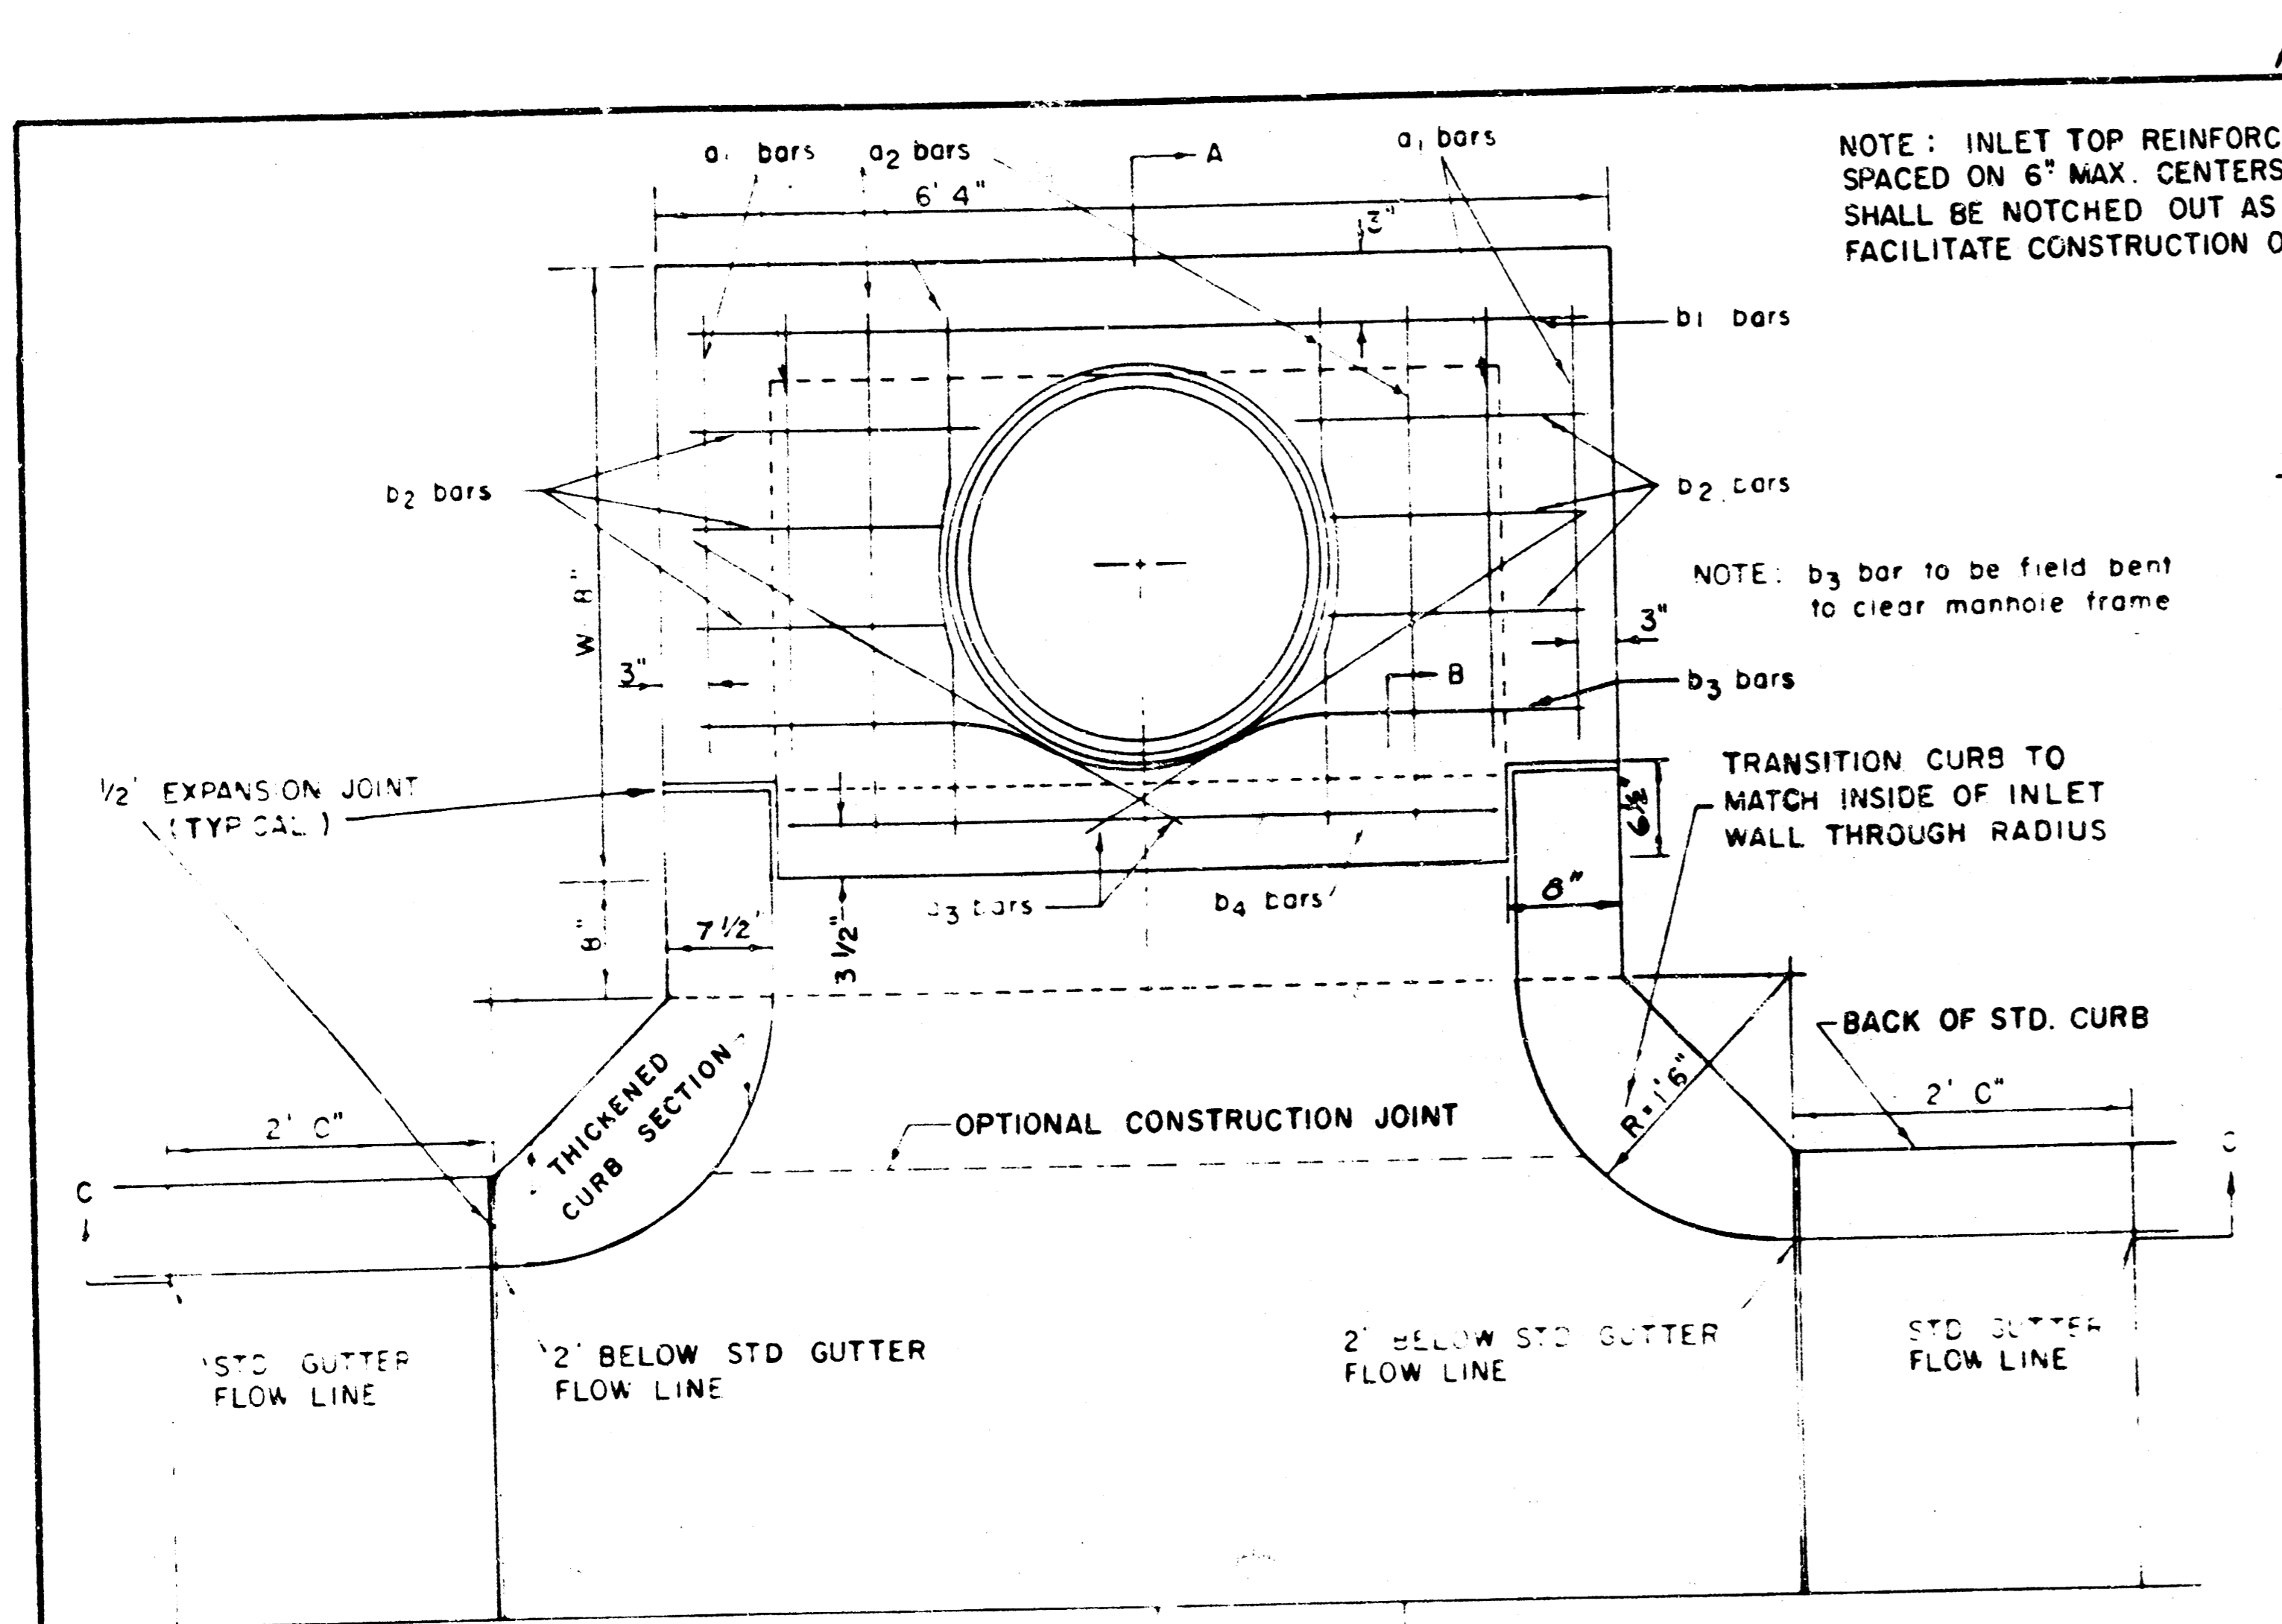 a1 bars
a2 bars
A
a1 bars
6' 4"
3"
NOTE : INLET TOP REINFORC
SPACED ON 6" MAX. CENTERS
SHALL BE NOTCHED OUT AS
FACILITATE CONSTRUCTION O
b1 bars
b2 bars
b2 bars
W 8"
NOTE: b3 bar to be field bent
to clear manhole frame
3"
3"
B
b3 bars
1/2' EXPANSION JOINT
(TYPICAL)
TRANSITION CURB TO
MATCH INSIDE OF INLET
WALL THROUGH RADIUS
6 1/2"
8"
a3 bars
b4 bars
7 1/2'
3 1/2"
8"
BACK OF STD. CURB
THICKENED
CURB SECTION
R=1'6"
2' 0"
2' 0"
OPTIONAL CONSTRUCTION JOINT
C
C
STD GUTTER
FLOW LINE
2' BELOW STD GUTTER
FLOW LINE
2' BELOW STD GUTTER
FLOW LINE
STD GUTTER
FLOW LINE